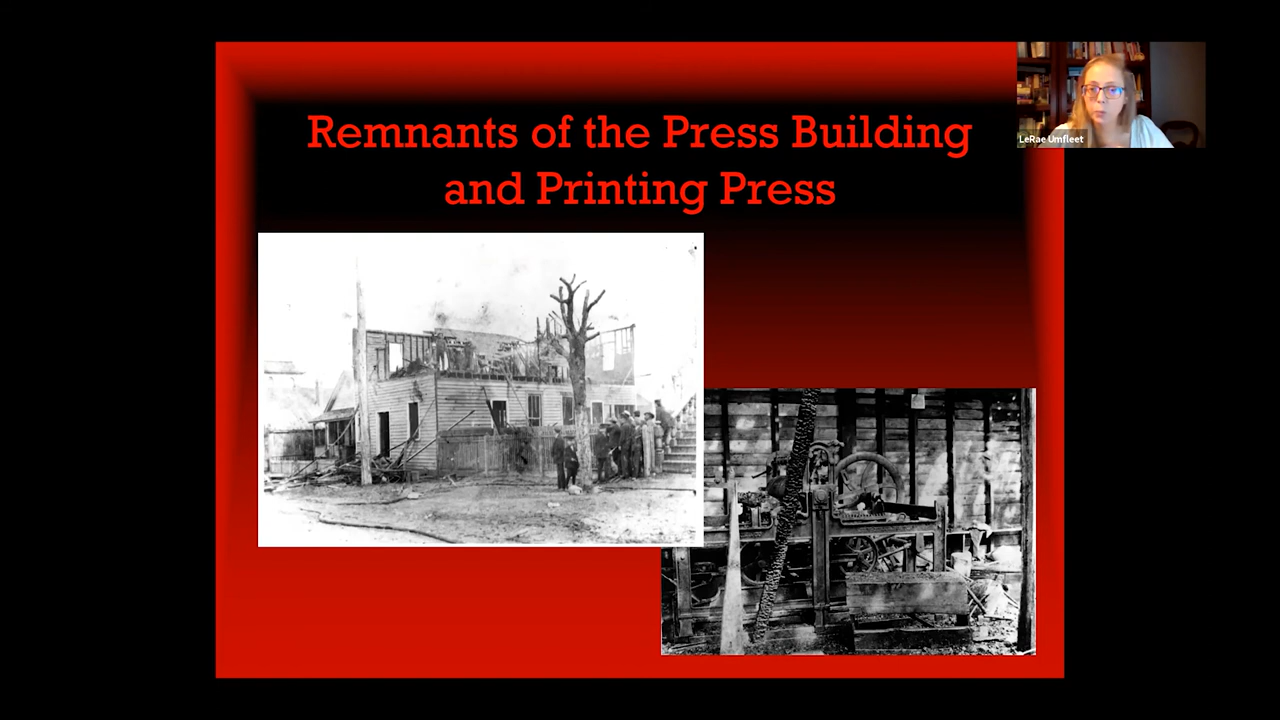 Remnants of the Press Building
and Printing Press
LeRae Umfleet